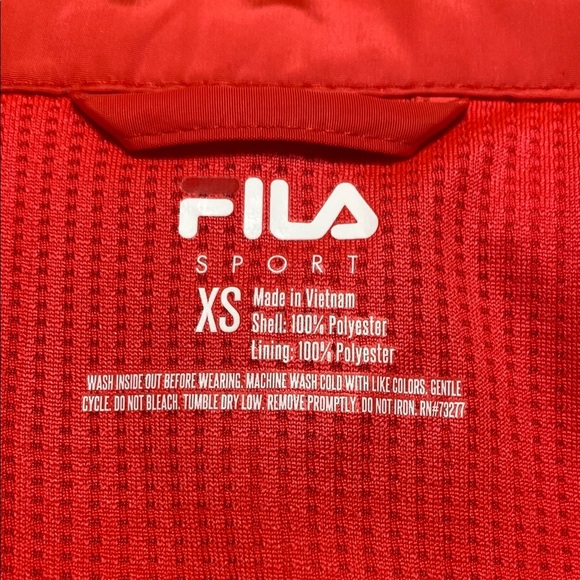 FILA
SPORT
XS
Made in Vietnam
Shell: 100% Polyester
Lining: 100% Polyester
WASH INSIDE OUT BEFORE WEARING. MACHINE WASH COLD WITH LIKE COLORS. GENTLE
CYCLE. DO NOT BLEACH. TUMBLE DRY LOW. REMOVE PROMPTLY. DO NOT IRON. RN#73277